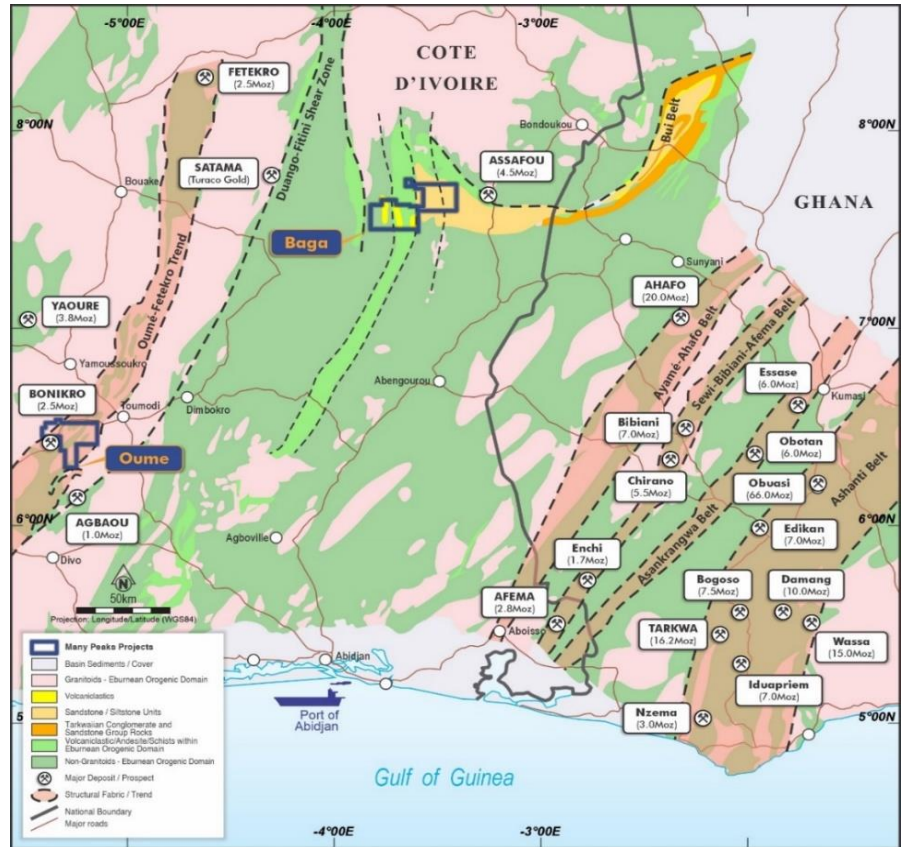 -5°00E
-4°00E
-3°00E
COTE
D'IVOIRE
FETEKRO
(2.5Moz)
Duango-Fitini Shear Zone
8°00N
Bondoukou
Bui Belt
8°00N
SATAMA
(Turaco Gold)
ASSAFOU
(4.5Moz)
Bouake
GHANA
Baga
Sunyani
Oumé-Fetekro Trend
AHAFO
(20.0Moz)
YAOURE
(3.8Moz)
7°00N
Ayamé-Ahafo Belt
Sewi-Bibiani-Afema Belt
Yamoussoukro
Essase
(6.0Moz)
Abengourou
BONIKRO
(2.5Moz)
Dimbokro
Kumasi
Toumodi
Bibiani
(7.0Moz)
Obotan
(6.0Moz)
Oume
Chirano
(5.5Moz)
Obuasi
(66.0Moz)
Ashanti Belt
AGBAOU
(1.0Moz)
6°00N
6°00N
Edikan
(7.0Moz)
Agboville
Asankrangwa Belt
Divo
Enchi
(1.7Moz)
N
50km
Projection: Longitude/Latitude (WGS84)
Bogoso
(7.5Moz)
Damang
(10.0Moz)
AFEMA
(2.8Moz)
Aboisso
TARKWA
(16.2Moz)
Wassa
(15.0Moz)
Abidjan
Iduapriem
(7.0Moz)
Port of
Abidjan
Nzema
(3.0Moz)
5°00N
Gulf of Guinea
Many Peaks Projects
Basin Sediments / Cover
Granitoids - Eburnean Orogenic Domain
Volcaniclastics
Sandstone / Siltstone Units
Tarkwaian Conglomerate and
Sandstone Group Rocks
Volcaniclastic/Andesite/Schists within
Eburnean Orogenic Domain
Non-Granitoids - Eburnean Orogenic Domain
Major Deposit / Prospect
Structural Fabric / Trend
National Boundary
Major roads
-4°00E
-3°00E